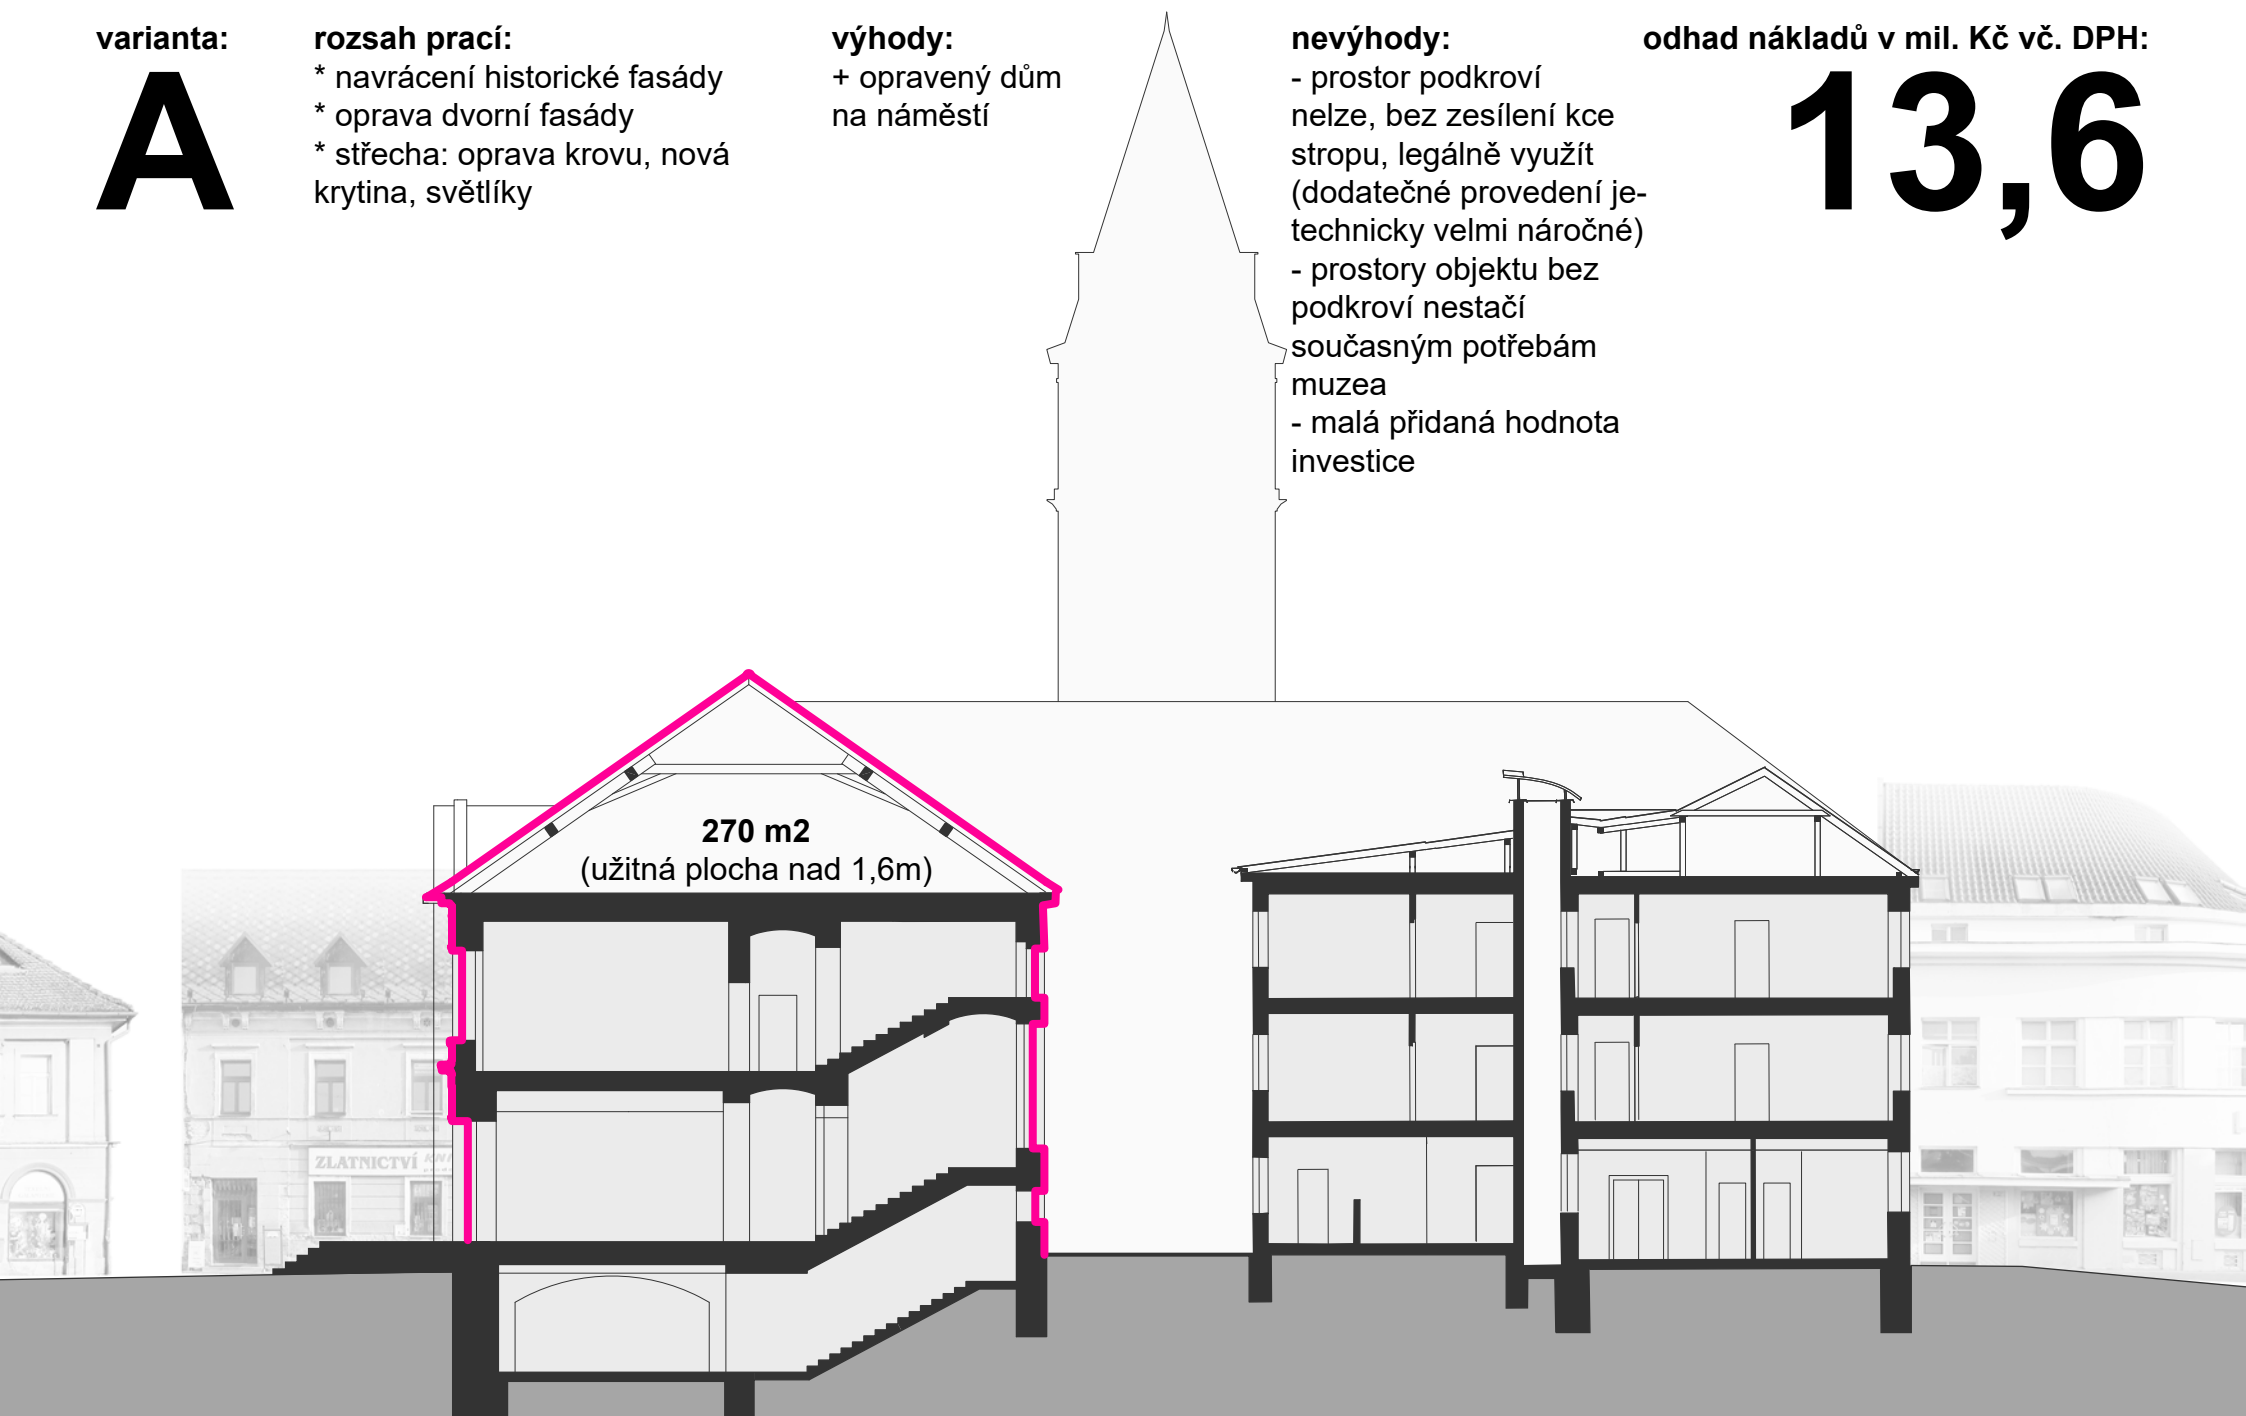 varianta:
A
rozsah prací:
* navrácení historické fasády
* oprava dvorní fasády
* střecha: oprava krovu, nová
krytina, světlíky
výhody:
+ opravený dům
na náměstí
nevýhody:
- prostor podkroví
nelze, bez zesílení kce
stropu, legálně využít
(dodatečné provedení je-
technicky velmi náročné)
- prostory objektu bez
podkroví nestačí
současným potřebám
muzea
- malá přidaná hodnota
investice
odhad nákladů v mil. Kč vč. DPH:
13,6
270 m2
(užitná plocha nad 1,6m)
ZLATNICTVÍ